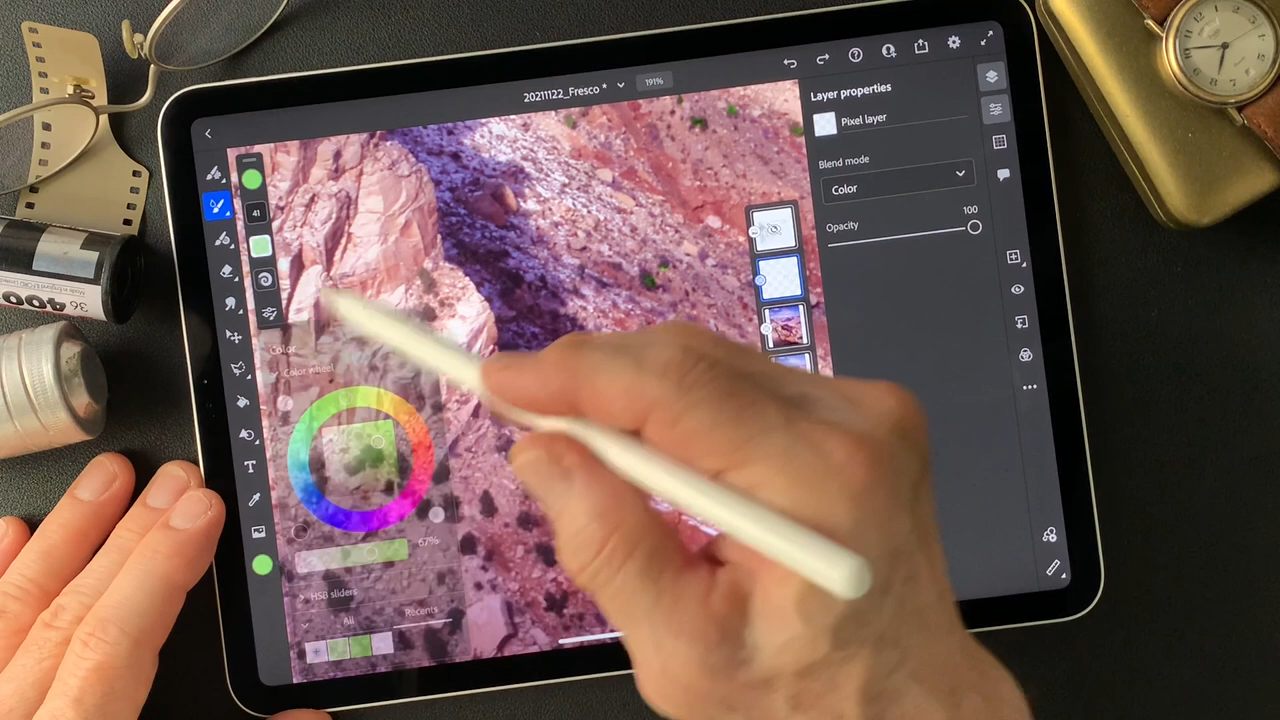 20211122_Fresco *
191%
Layer properties
Pixel layer
Blend mode
Color
Opacity
100
41
Color
Color wheel
67%
HSB sliders
All
Recents
T
36
400